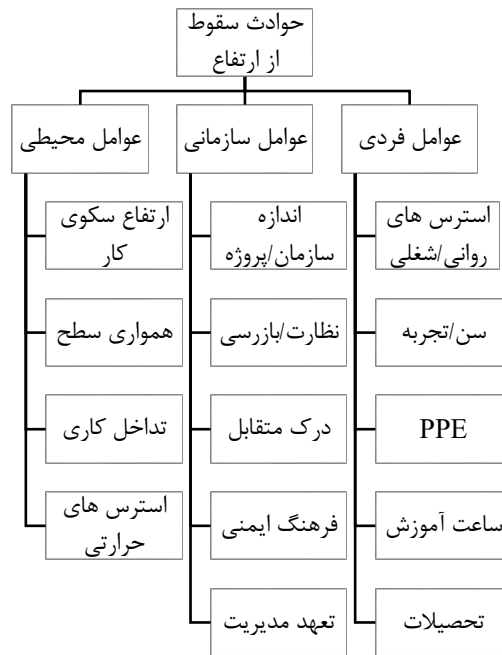 حوادث سقوط
از ارتفاع
عوامل فردی
عوامل سازمانی
عوامل محیطی
استرس های
روانی/شغلی
سن/تجربه
PPE
ساعت آموزش
تحصیلات
اندازه
سازمان/پروژه
نظارت/بازرسی
درک متقابل
فرهنگ ایمنی
تعهد مدیریت
ارتفاع سکوی
کار
همواری سطح
تداخل کاری
استرس های
حرارتی